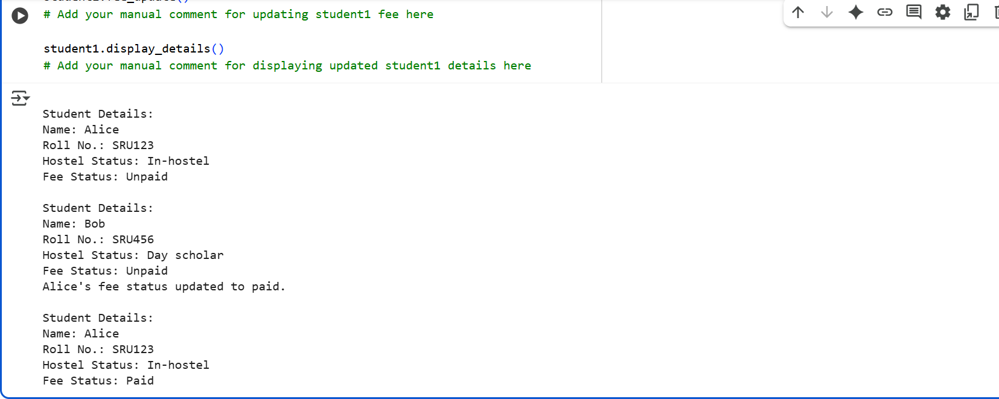 # Add your manual comment for updating student1 fee here
student1.display_details()
# Add your manual comment for displaying updated student1 details here
Student Details:
Name: Alice
Roll No.: SRU123
Hostel Status: In-hostel
Fee Status: Unpaid
Student Details:
Name: Bob
Roll No.: SRU456
Hostel Status: Day scholar
Fee Status: Unpaid
Alice's fee status updated to paid.
Student Details:
Name: Alice
Roll No.: SRU123
Hostel Status: In-hostel
Fee Status: Paid